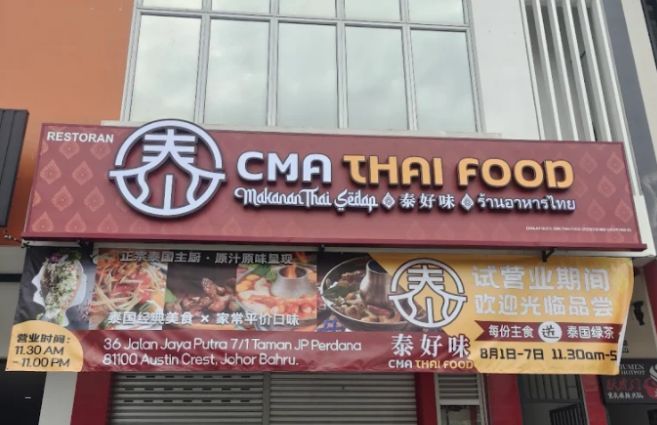 RESTORAN
泰
CMA THAI FOOD
Makanan Thai Sedap 泰好味 ร้านอาหารไทย
正宗泰国主厨·原汁原味呈现
泰国经典美食 × 家常平价口味
营业时间:
11.30 AM
- 11.00 PM
36 Jalan Jaya Putra 7/1 Taman JP Perdana
81100 Austin Crest, Johor Bahru.
泰
泰好味
CMA THAI FOOD
试营业期间
欢迎光临品尝
每份主食 送 泰国绿茶
8月1日-7日 11.30am-5